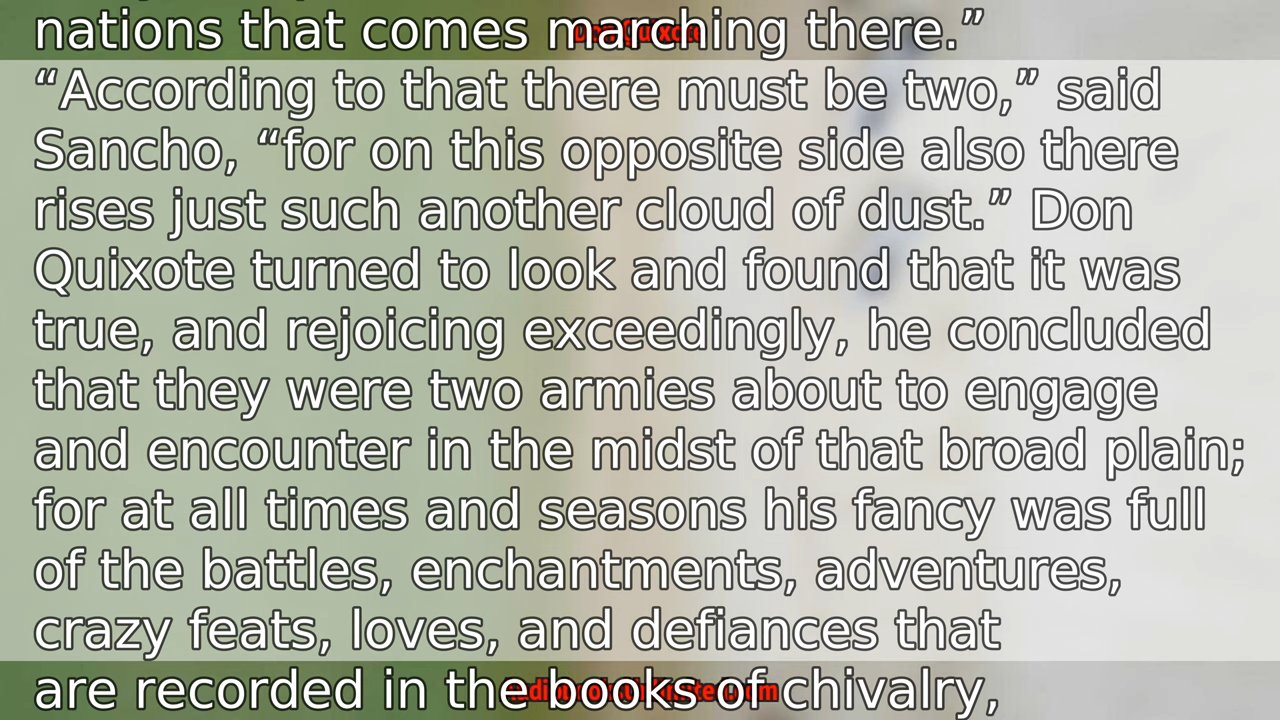 nations that comes marching there.”
“According to that there must be two,” said
Sancho, “for on this opposite side also there
rises just such another cloud of dust.” Don
Quixote turned to look and found that it was
true, and rejoicing exceedingly, he concluded
that they were two armies about to engage
and encounter in the midst of that broad plain;
for at all times and seasons his fancy was full
of the battles, enchantments, adventures,
crazy feats, loves, and defiances that
are recorded in the books of chivalry,